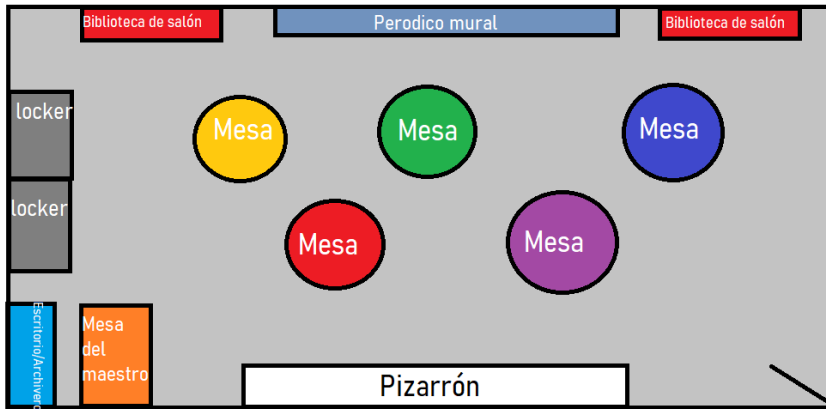 Biblioteca de salón
Periodico mural
Biblioteca de salón
locker
Mesa
Mesa
Mesa
locker
Mesa
Mesa
Escritorio/Archivero
Mesa
del
maestro
Pizarrón